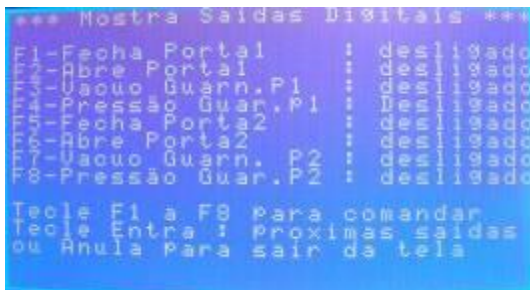 *** Mostra Saidas Digitais ***
F1-Fecha Porta1 : desligado
F2-Abre Porta1 : desligado
F3-Vacuo Guarn.P1 : desligado
F4-Pressão Guar.P1 : Desligado
F5-Fecha Porta2 : desligado
F6-Abre Porta2 : desligado
F7-Vacuo Guarn. P2 : desligado
F8-Pressão Guar.P2 : desligado
Tecle F1 a F8 para comandar
Tecle Entra : proximas saidas
ou Anula para sair da tela